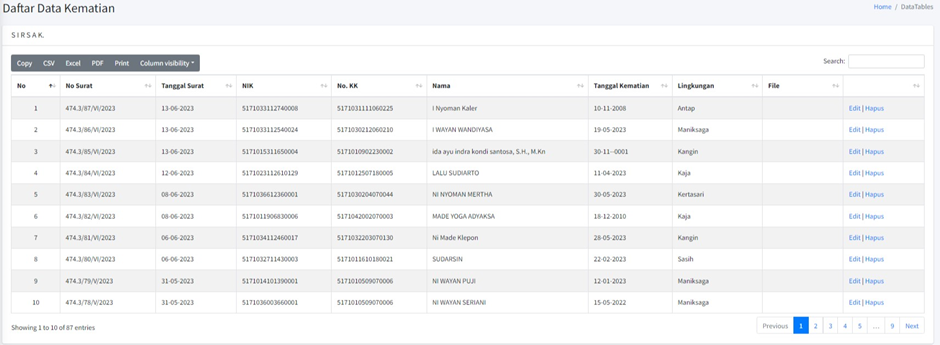 Daftar Data Kematian
Home / DataTables
S I R S A K.
Copy CSV Excel PDF Print Column visibility
Search:
No No Surat Tanggal Surat NIK No. KK Nama Tanggal Kematian Lingkungan File
1 474.3/87/VI/2023 13-06-2023 5171033112740008 5171031111060225 I Nyoman Kaler 10-11-2008 Antap Edit | Hapus
2 474.3/86/VI/2023 13-06-2023 5171033112540024 5171030212060210 I WAYAN WANDIYASA 19-05-2023 Maniksaga Edit | Hapus
3 474.3/85/VI/2023 13-06-2023 5171015311650004 5171010902230002 ida ayu indra kondi santosa, S.H., M.Kn 30-11--0001 Kangin Edit | Hapus
4 474.3/84/VI/2023 12-06-2023 5171023112610129 5171012507180005 LALU SUDIARTO 11-04-2023 Kaja Edit | Hapus
5 474.3/83/VI/2023 08-06-2023 5171036612360001 5171030204070044 NI NYOMAN MERTHA 30-05-2023 Kertasari Edit | Hapus
6 474.3/82/VI/2023 08-06-2023 5171011906830006 5171042002070003 MADE YOGA ADYAKSA 18-12-2010 Kaja Edit | Hapus
7 474.3/81/VI/2023 06-06-2023 5171034112460017 5171032203070130 Ni Made Klepon 28-05-2023 Kangin Edit | Hapus
8 474.3/80/VI/2023 06-06-2023 5171032711430003 5171011610180021 SUDARSIN 22-02-2023 Sasih Edit | Hapus
9 474.3/79/V/2023 31-05-2023 5171014101390001 5171010509070006 NI WAYAN PUJI 12-01-2023 Maniksaga Edit | Hapus
10 474.3/78/V/2023 31-05-2023 5171036003660001 5171010509070006 NI WAYAN SERIANI 15-05-2022 Maniksaga Edit | Hapus
Showing 1 to 10 of 87 entries
Previous 1 2 3 4 5 … 9 Next